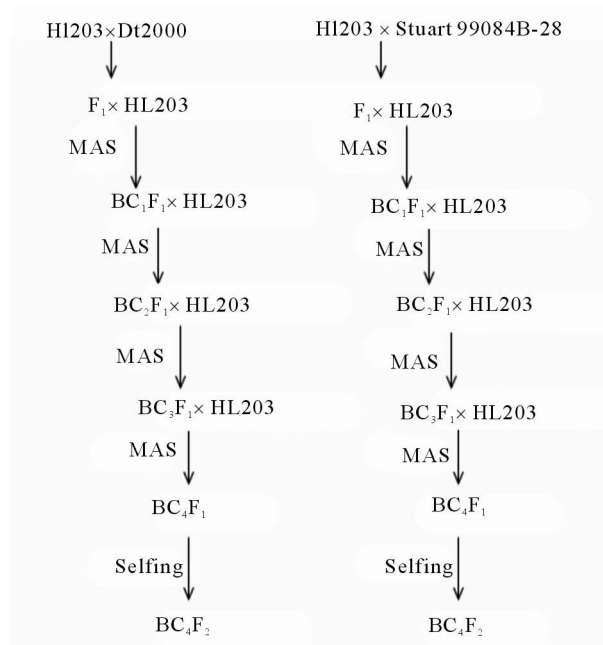 Hl203×Dt2000
F₁× HL203
MAS
BC₁F₁× HL203
MAS
BC₂F₁× HL203
MAS
BC₃F₁× HL203
MAS
BC₄F₁
Selfing
BC₄F₂
Hl203 × Stuart 99084B-28
F₁× HL203
MAS
BC₁F₁× HL203
MAS
BC₂F₁× HL203
MAS
BC₃F₁× HL203
MAS
BC₄F₁
Selfing
BC₄F₂